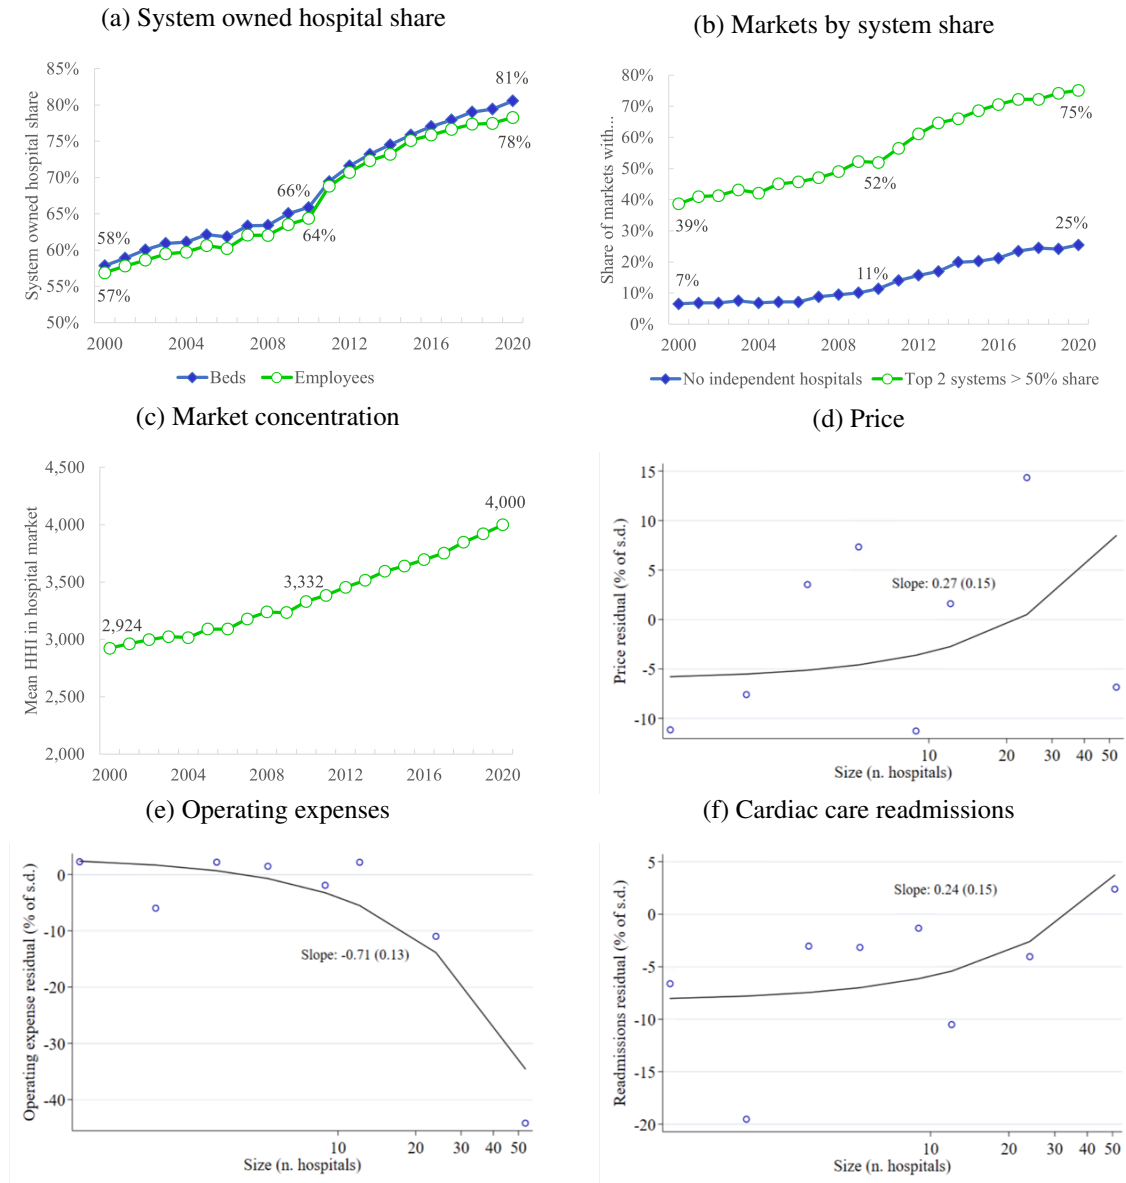 (a) System owned hospital share
System owned hospital share
85%
80%
75%
70%
65%
60%
55%
50%
58%
57%
66%
64%
81%
78%
2000 2004 2008 2012 2016 2020
Beds Employees
(b) Markets by system share
Share of markets with...
80%
70%
60%
50%
40%
30%
20%
10%
0%
39%
7%
52%
11%
75%
25%
2000 2004 2008 2012 2016 2020
No independent hospitals Top 2 systems > 50% share
(c) Market concentration
Mean HHI in hospital market
4,500
4,000
3,500
3,000
2,500
2,000
2,924
3,332
4,000
2000 2004 2008 2012 2016 2020
(d) Price
Price residual (% of s.d.)
15
10
5
0
-5
-10
Slope: 0.27 (0.15)
10 20 30 40 50
Size (n. hospitals)
(e) Operating expenses
Operating expense residual (% of s.d.)
0
-10
-20
-30
-40
Slope: -0.71 (0.13)
10 20 30 40 50
Size (n. hospitals)
(f) Cardiac care readmissions
Readmissions residual (% of s.d.)
5
0
-5
-10
-15
-20
Slope: 0.24 (0.15)
10 20 30 40 50
Size (n. hospitals)